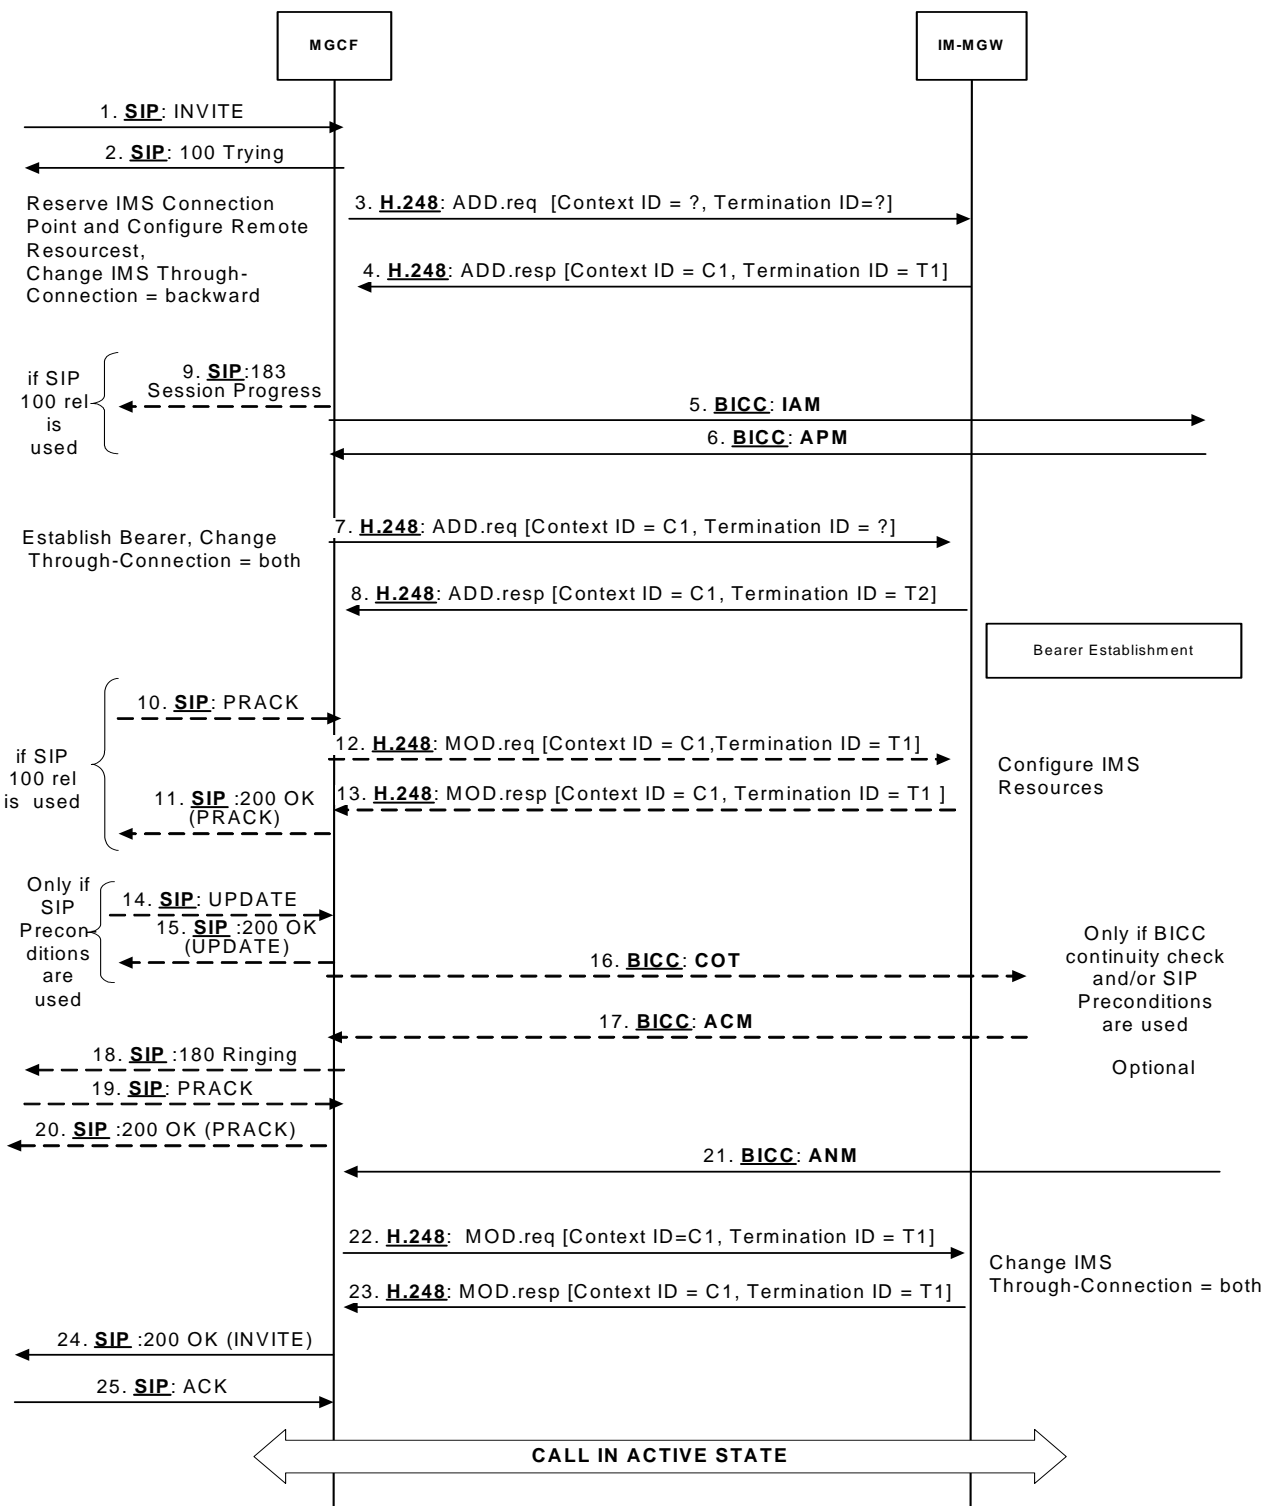 MGCF
IM-MGW
1. SIP: INVITE
2. SIP: 100 Trying
Reserve IMS Connection
Point and Configure Remote
Resourcest,
Change IMS Through-
Connection = backward
3. H.248: ADD.req [Context ID = ?, Termination ID=?]
4. H.248: ADD.resp [Context ID = C1, Termination ID = T1]
if SIP
100 rel
is
used
9. SIP:183
Session Progress
5. BICC: IAM
6. BICC: APM
Establish Bearer, Change
Through-Connection = both
7. H.248: ADD.req [Context ID = C1, Termination ID = ?]
8. H.248: ADD.resp [Context ID = C1, Termination ID = T2]
Bearer Establishment
if SIP
100 rel
is used
10. SIP: PRACK
12. H.248: MOD.req [Context ID = C1,Termination ID = T1]
11. SIP :200 OK
(PRACK)
13. H.248: MOD.resp [Context ID = C1, Termination ID = T1 ]
Configure IMS
Resources
Only if
SIP
Precon
ditions
are
used
14. SIP: UPDATE
15. SIP :200 OK
(UPDATE)
16. BICC: COT
Only if BICC
continuity check
and/or SIP
Preconditions
are used
17. BICC: ACM
18. SIP :180 Ringing
Optional
19. SIP: PRACK
20. SIP :200 OK (PRACK)
21. BICC: ANM
22. H.248: MOD.req [Context ID=C1, Termination ID = T1]
23. H.248: MOD.resp [Context ID = C1, Termination ID = T1]
Change IMS
Through-Connection = both
24. SIP :200 OK (INVITE)
25. SIP: ACK
CALL IN ACTIVE STATE